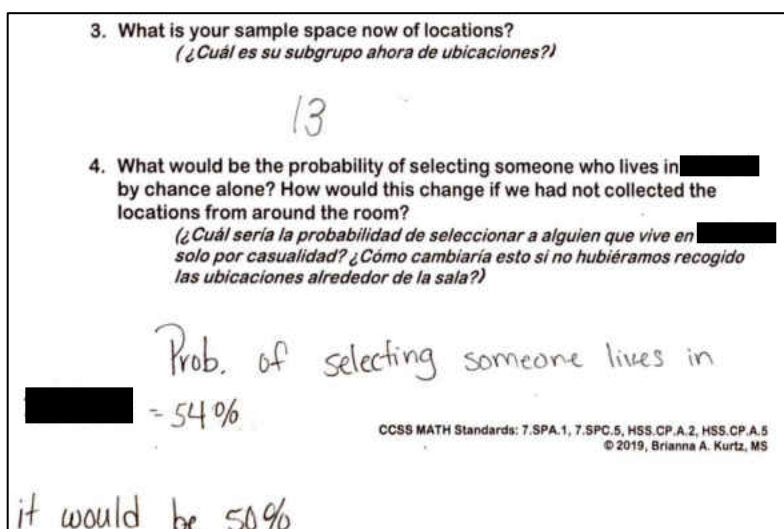 3. What is your sample space now of locations?
(¿Cuál es su subgrupo ahora de ubicaciones?)
13
4. What would be the probability of selecting someone who lives in
by chance alone? How would this change if we had not collected the
locations from around the room?
(¿Cuál sería la probabilidad de seleccionar a alguien que vive en
solo por casualidad? ¿Cómo cambiaría esto si no hubiéramos recogido
las ubicaciones alrededor de la sala?)
Prob. of selecting someone lives in
= 54%
CCSS MATH Standards: 7.SPA.1, 7.SPC.5, HSS.CP.A.2, HSS.CP.A.5
© 2019, Brianna A. Kurtz, MS
it would be 50%